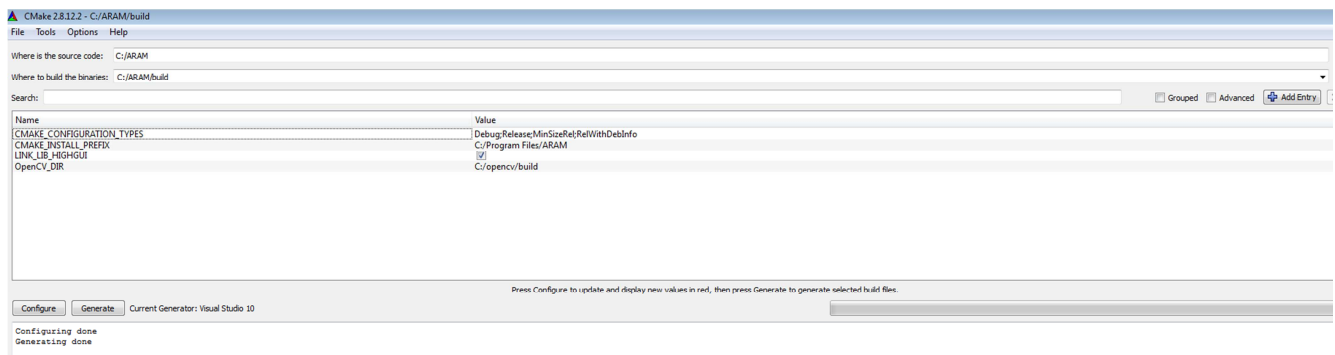 CMake 2.8.12.2 - C:/ARAM/build
File Tools Options Help
Where is the source code: C:/ARAM
Where to build the binaries: C:/ARAM/build
Search: Grouped Advanced Add Entry
Name Value
CMAKE_CONFIGURATION_TYPES Debug;Release;MinSizeRel;RelWithDebInfo
CMAKE_INSTALL_PREFIX C:/Program Files/ARAM
LINK_LIB_HIGHGUI
OpenCV_DIR C:/opencv/build
Press Configure to update and display new values in red, then press Generate to generate selected build files.
Configure Generate Current Generator: Visual Studio 10
Configuring done
Generating done